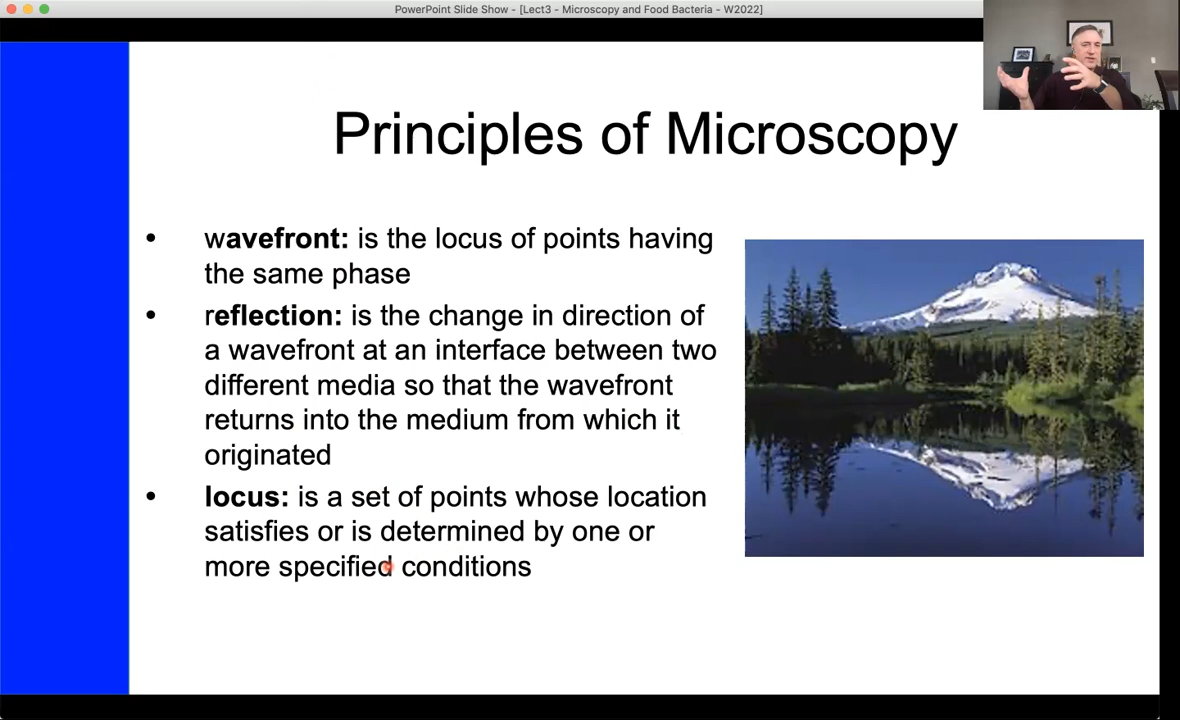 PowerPoint Slide Show - [Lect3 - Microscopy and Food Bacteria - W2022]
Principles of Microscopy
• wavefront: is the locus of points having
the same phase
• reflection: is the change in direction of
a wavefront at an interface between two
different media so that the wavefront
returns into the medium from which it
originated
• locus: is a set of points whose location
satisfies or is determined by one or
more specified conditions